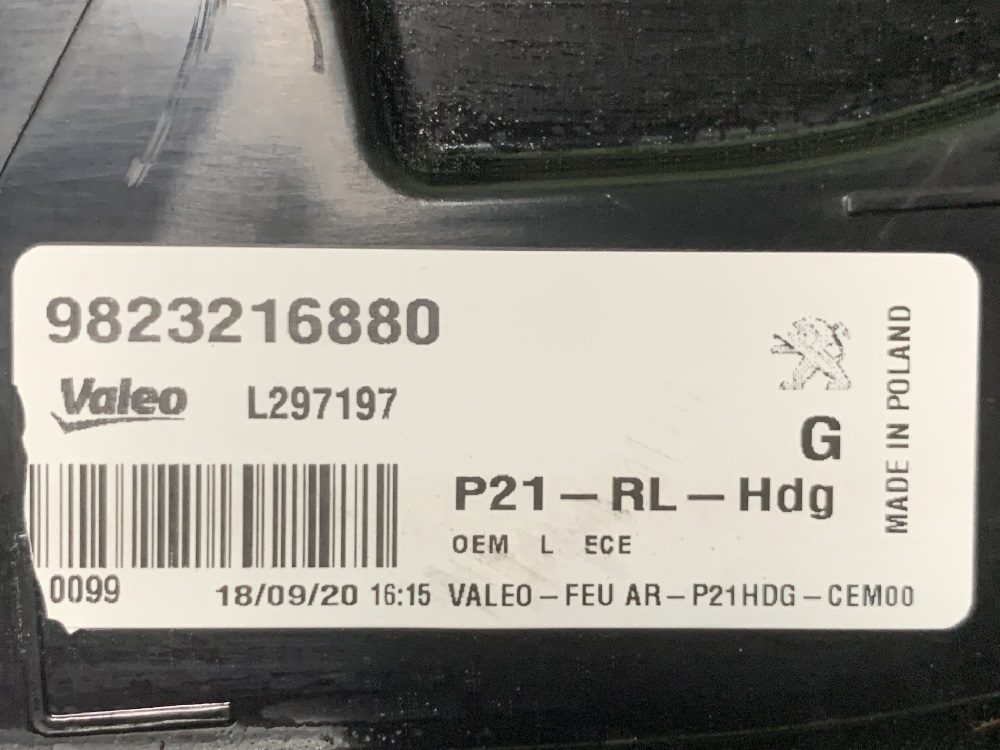 9823216880
Valeo L297197
G
MADE IN POLAND
P21-RL-Hdg
OEM L ECE
0099 18/09/20 16:15 VALEO-FEU AR-P21HDG-CEM00